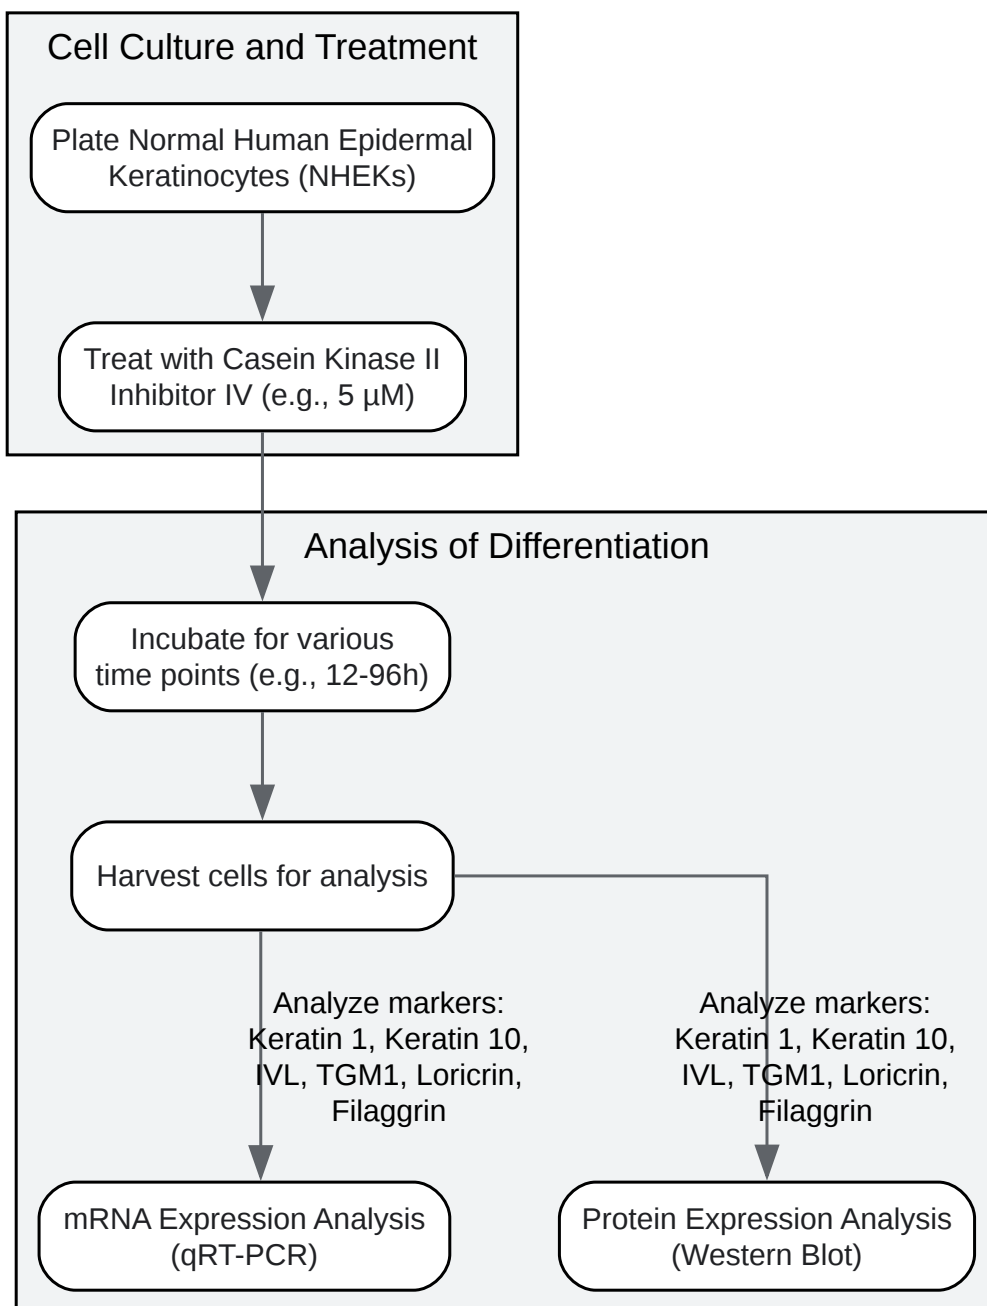 Cell Culture and Treatment
Plate Normal Human Epidermal
Keratinocytes (NHEKs)
Treat with Casein Kinase II
Inhibitor IV (e.g., 5 µM)
Analysis of Differentiation
Incubate for various
time points (e.g., 12-96h)
Harvest cells for analysis
Analyze markers:
Keratin 1, Keratin 10,
IVL, TGM1, Loricrin,
Filaggrin
Analyze markers:
Keratin 1, Keratin 10,
IVL, TGM1, Loricrin,
Filaggrin
mRNA Expression Analysis
(qRT-PCR)
Protein Expression Analysis
(Western Blot)